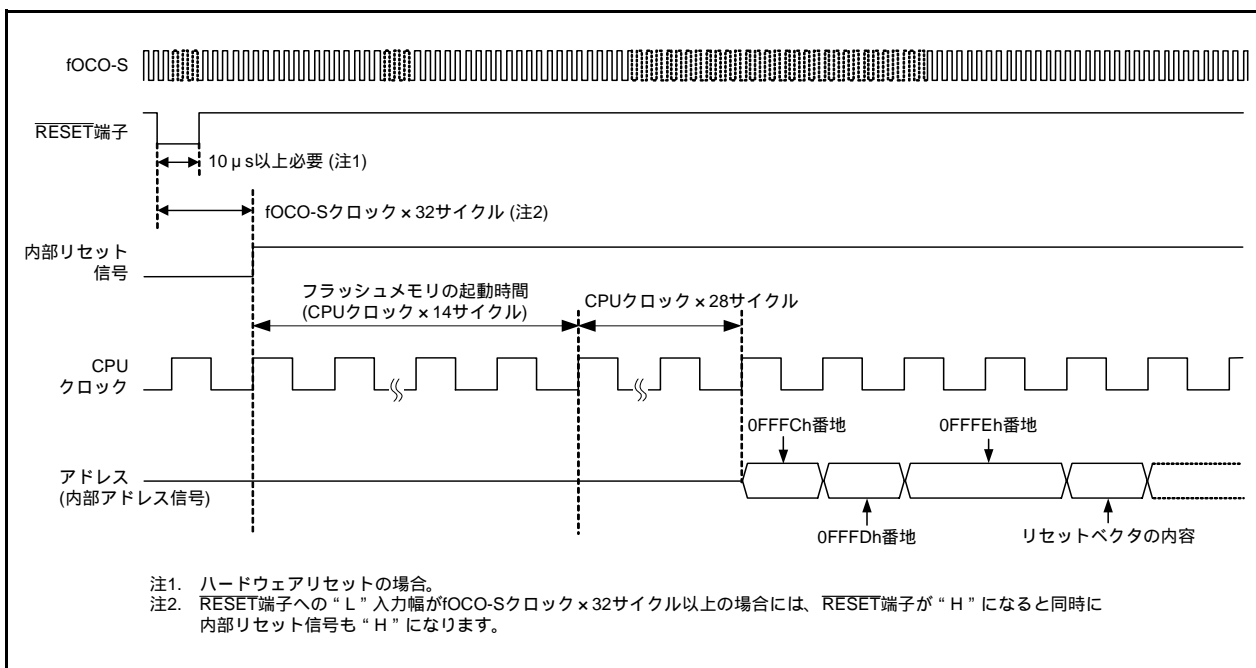 fOCO-S
RESET端子
10μs以上必要 (注1)
fOCO-Sクロック×32サイクル (注2)
内部リセット
信号
フラッシュメモリの起動時間
(CPUクロック×14サイクル)
CPUクロック×28サイクル
CPU
クロック
0FFFCh番地
0FFFEh番地
アドレス
(内部アドレス信号)
0FFFDh番地
リセットベクタの内容
注1. ハードウェアリセットの場合。
注2. RESET端子への“L”入力幅がfOCO-Sクロック×32サイクル以上の場合には、RESET端子が“H”になると同時に
内部リセット信号も“H”になります。